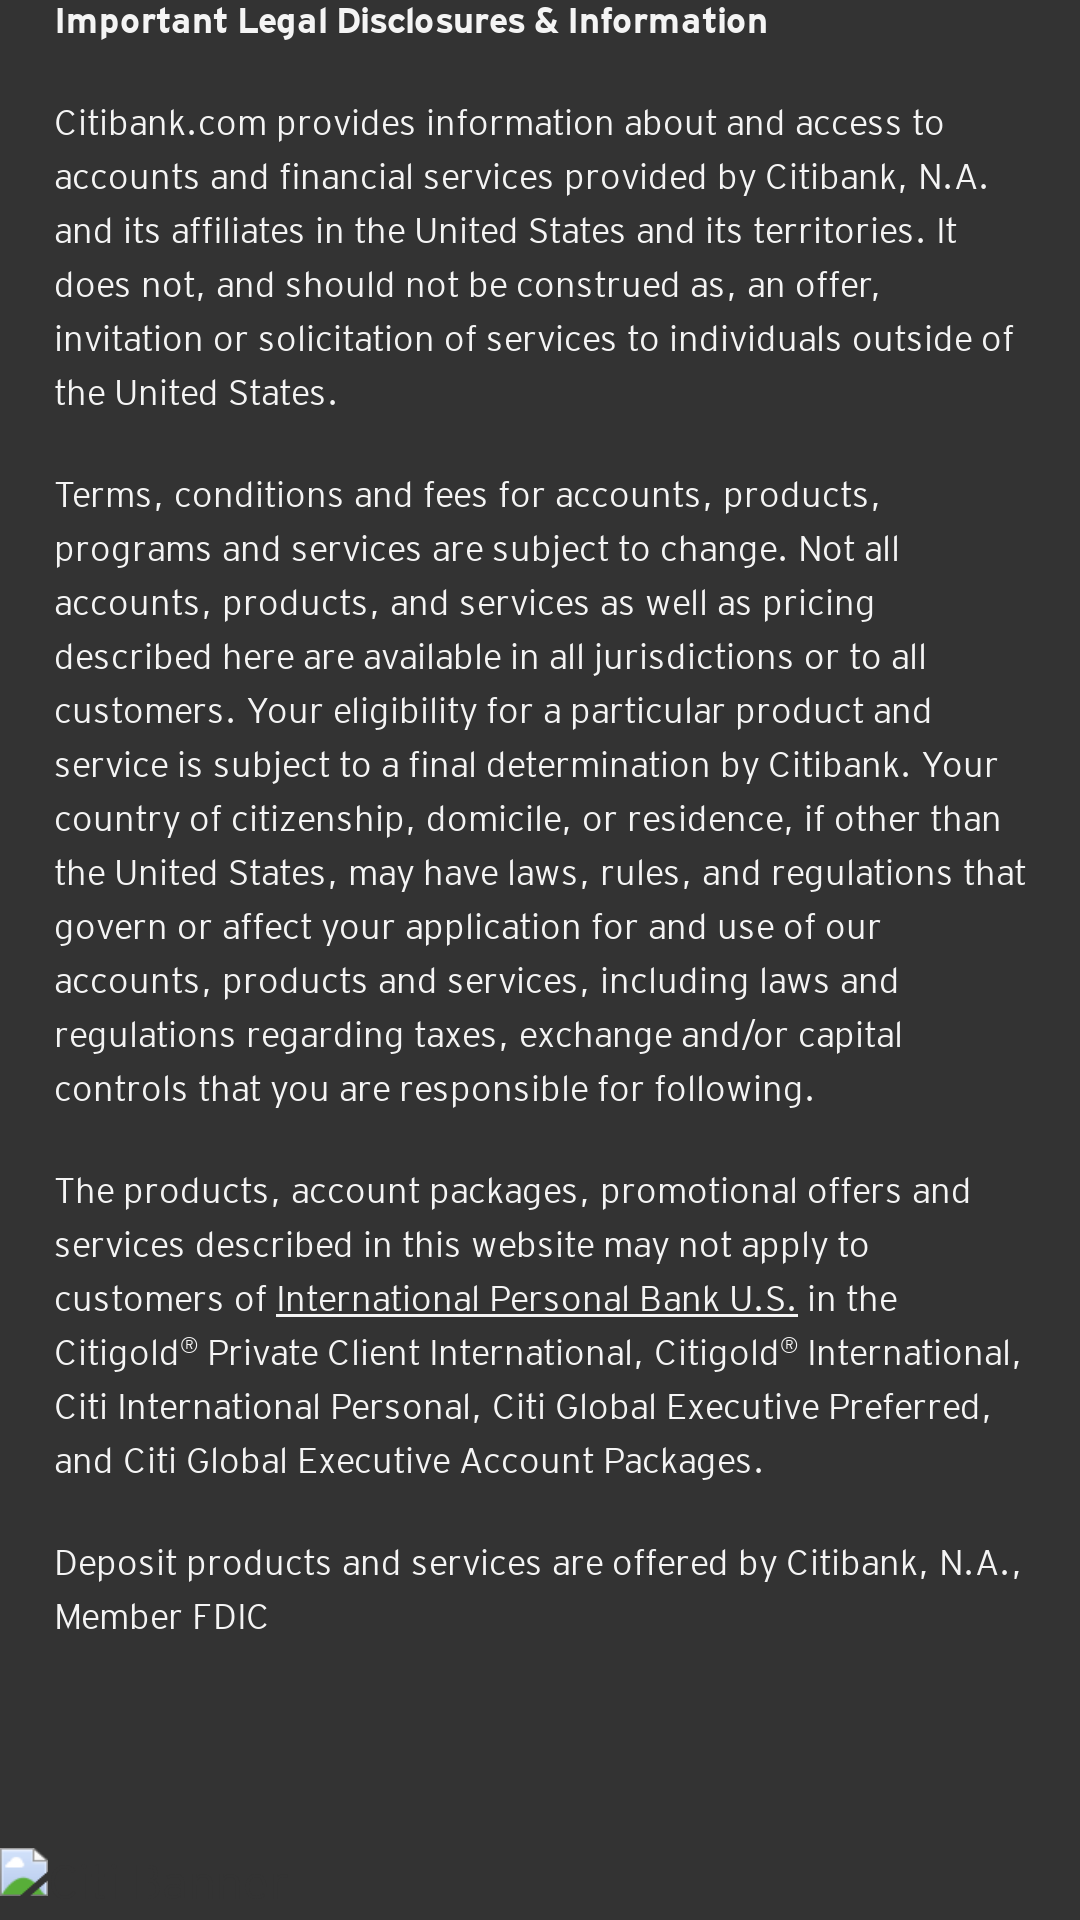 Important Legal Disclosures & Information
Citibank.com provides information about and access to
accounts and financial services provided by Citibank, N.A.
and its affiliates in the United States and its territories. It
does not, and should not be construed as, an offer,
invitation or solicitation of services to individuals outside of
the United States.
Terms, conditions and fees for accounts, products,
programs and services are subject to change. Not all
accounts, products, and services as well as pricing
described here are available in all jurisdictions or to all
customers. Your eligibility for a particular product and
service is subject to a final determination by Citibank. Your
country of citizenship, domicile, or residence, if other than
the United States, may have laws, rules, and regulations that
govern or affect your application for and use of our
accounts, products and services, including laws and
regulations regarding taxes, exchange and/or capital
controls that you are responsible for following.
The products, account packages, promotional offers and
services described in this website may not apply to
customers of International Personal Bank U.S. in the
Citigold® Private Client International, Citigold® International,
Citi International Personal, Citi Global Executive Preferred,
and Citi Global Executive Account Packages.
Deposit products and services are offered by Citibank, N.A.,
Member FDIC